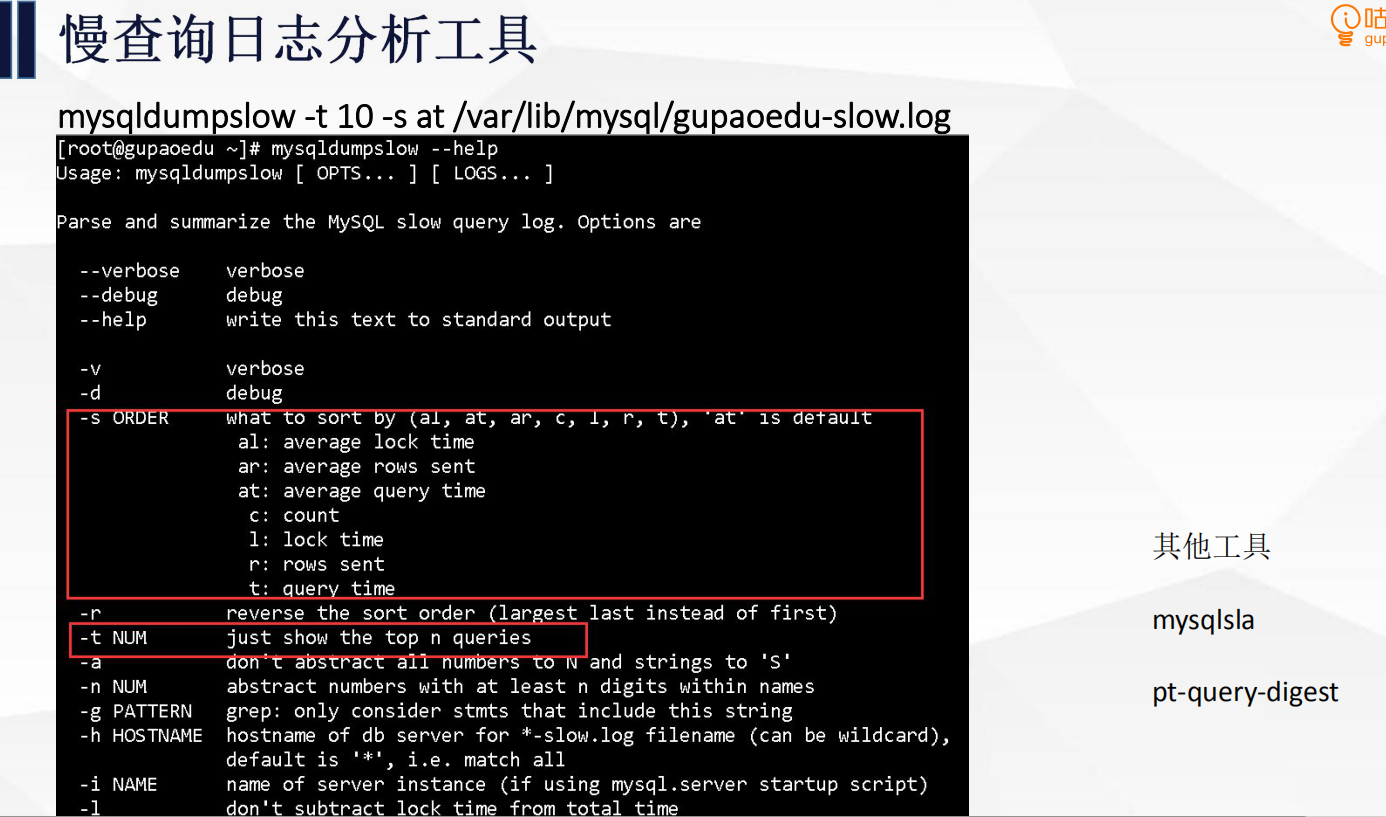 慢查询日志分析工具
咕
gup
mysqldumpslow -t 10 -s at /var/lib/mysql/gupaoedu-slow.log
[root@gupaoedu ~]# mysqldumpslow --help
Usage: mysqldumpslow [ OPTS... ] [ LOGS... ]
Parse and summarize the MySQL slow query log. Options are
--verbose    verbose
--debug      debug
--help       write this text to standard output
-v           verbose
-d           debug
-s ORDER     what to sort by (al, at, ar, c, l, r, t), 'at' is default
al: average lock time
ar: average rows sent
at: average query time
c: count
l: lock time
r: rows sent
t: query time
-r           reverse the sort order (largest last instead of first)
-t NUM       just show the top n queries
-a           don't abstract all numbers to N and strings to 'S'
-n NUM       abstract numbers with at least n digits within names
-g PATTERN   grep: only consider stmts that include this string
-h HOSTNAME  hostname of db server for *-slow.log filename (can be wildcard),
default is '*', i.e. match all
-i NAME      name of server instance (if using mysql.server startup script)
-l           don't subtract lock time from total time
其他工具
mysqlsla
pt-query-digest